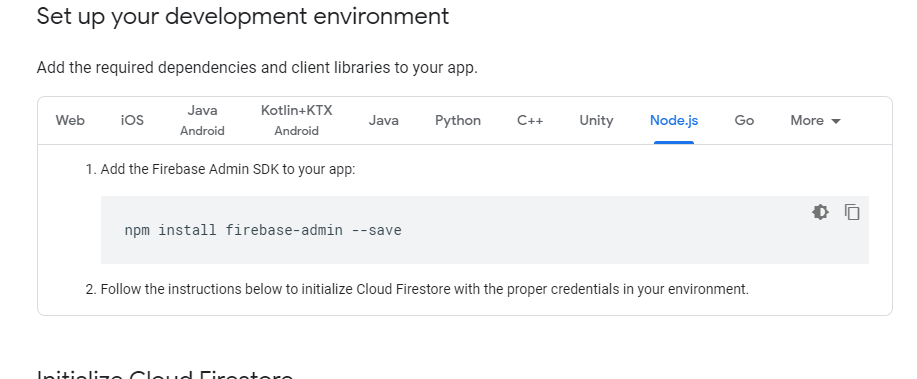 Set up your development environment
Add the required dependencies and client libraries to your app.
Web iOS Java Android Kotlin+KTX Android Java Python C++ Unity Node.js Go More
1. Add the Firebase Admin SDK to your app:
npm install firebase-admin --save
2. Follow the instructions below to initialize Cloud Firestore with the proper credentials in your environment.
Initialize Cloud Firestore